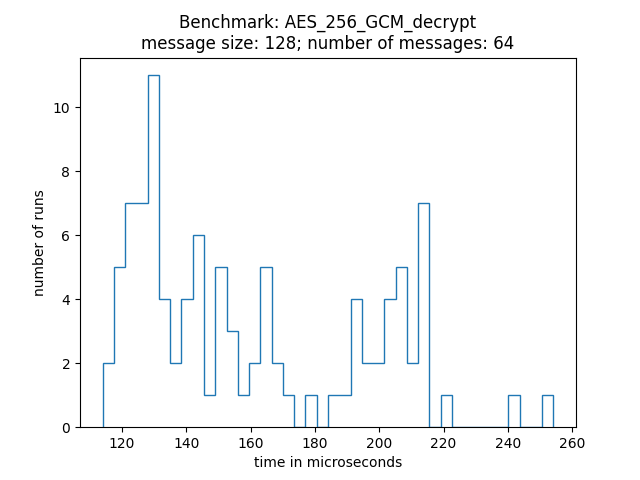 Benchmark: AES_256_GCM_decrypt
message size: 128; number of messages: 64
number of runs
10
8
6
4
2
0
120 140 160 180 200 220 240 260
time in microseconds